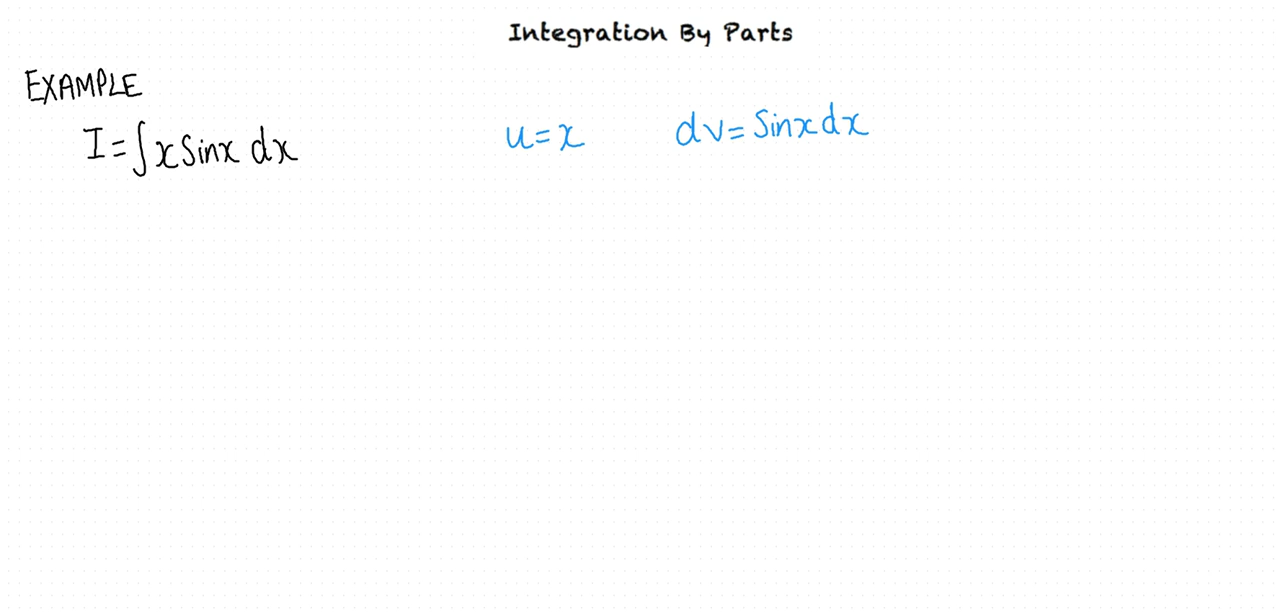 Integration By Parts
EXAMPLE
I = ∫ x Sinx dx
u = x
dv = Sinx dx